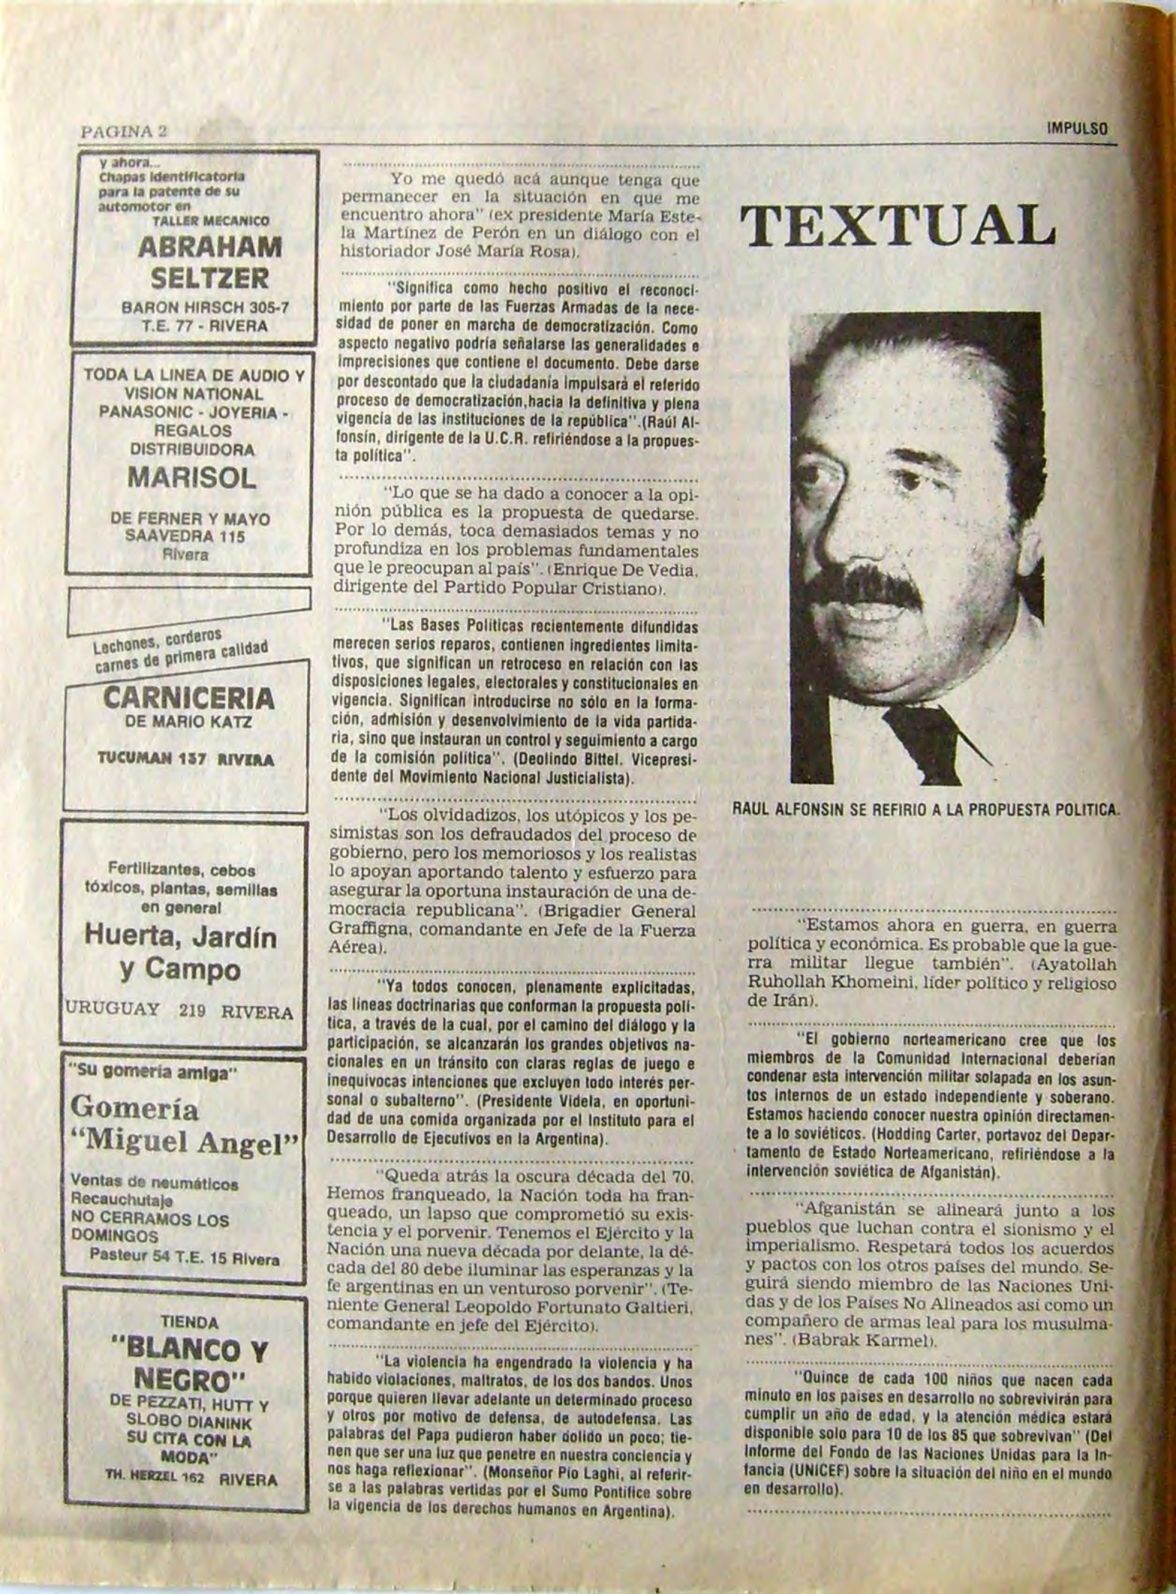 PAGINA 2
IMPULSO
y ahora...
Chapas Identificatoria
para la patente de su
automotor en
TALLER MECANICO
ABRAHAM
SELTZER
BARON HIRSCH 305-7
T.E. 77 - RIVERA
TODA LA LINEA DE AUDIO Y
VISION NATIONAL
PANASONIC - JOYERIA -
REGALOS
DISTRIBUIDORA
MARISOL
DE FERNER Y MAYO
SAAVEDRA 115
Rivera
Lechones, corderos
carnes de primera calidad
CARNICERIA
DE MARIO KATZ
TUCUMAN 137 RIVERA
Fertilizantes, cebos
tóxicos, plantas, semillas
en general
Huerta, Jardín
y Campo
URUGUAY 219 RIVERA
"Su gomería amiga"
Gomería
"Miguel Angel"
Ventas de neumáticos
Recauchutaje
NO CERRAMOS LOS
DOMINGOS
Pasteur 54 T.E. 15 Rivera
TIENDA
"BLANCO Y
NEGRO"
DE PEZZATI, HUTT Y
SLOBO DIANINK
SU CITA CON LA
MODA"
TH. HERZEL 162 RIVERA
Yo me quedó acá aunque tenga que
permanecer en la situación en que me
encuentro ahora" (ex presidente María Este-
la Martínez de Perón en un diálogo con el
historiador José María Rosa).
"Significa como hecho positivo el reconoci-
miento por parte de las Fuerzas Armadas de la nece-
sidad de poner en marcha de democratización. Como
aspecto negativo podría señalarse las generalidades e
imprecisiones que contiene el documento. Debe darse
por descontado que la ciudadanía impulsará el referido
proceso de democratización,hacia la definitiva y plena
vigencia de las instituciones de la república".(Raúl Al-
fonsín, dirigente de la U.C.R. refiriéndose a la propues-
ta política".
"Lo que se ha dado a conocer a la opi-
nión pública es la propuesta de quedarse.
Por lo demás, toca demasiados temas y no
profundiza en los problemas fundamentales
que le preocupan al país". (Enrique De Vedia,
dirigente del Partido Popular Cristiano).
"Las Bases Políticas recientemente difundidas
merecen serios reparos, contienen ingredientes limita-
tivos, que significan un retroceso en relación con las
disposiciones legales, electorales y constitucionales en
vigencia. Significan introducirse no sólo en la forma-
ción, admisión y desenvolvimiento de la vida partida-
ria, sino que instauran un control y seguimiento a cargo
de la comisión política". (Deolindo Bittel. Vicepresi-
dente del Movimiento Nacional Justicialista).
"Los olvidadizos, los utópicos y los pe-
simistas son los defraudados del proceso de
gobierno, pero los memoriosos y los realistas
lo apoyan aportando talento y esfuerzo para
asegurar la oportuna instauración de una de-
mocracia republicana". (Brigadier General
Graffigna, comandante en Jefe de la Fuerza
Aérea).
"Ya todos conocen, plenamente explicitadas,
las líneas doctrinarias que conforman la propuesta polí-
tica, a través de la cual, por el camino del diálogo y la
participación, se alcanzarán los grandes objetivos na-
cionales en un tránsito con claras reglas de juego e
inequívocas intenciones que excluyen todo interés per-
sonal o subalterno". (Presidente Videla, en oportuni-
dad de una comida organizada por el Instituto para el
Desarrollo de Ejecutivos en la Argentina).
"Queda atrás la oscura década del 70.
Hemos franqueado, la Nación toda ha fran-
queado, un lapso que comprometió su exis-
tencia y el porvenir. Tenemos el Ejército y la
Nación una nueva década por delante, la dé-
cada del 80 debe iluminar las esperanzas y la
fe argentinas en un venturoso porvenir". (Te-
niente General Leopoldo Fortunato Galtieri,
comandante en jefe del Ejército).
"La violencia ha engendrado la violencia y ha
habido violaciones, maltratos, de los dos bandos. Unos
porque quieren llevar adelante un determinado proceso
y otros por motivo de defensa, de autodefensa. Las
palabras del Papa pudieron haber dolido un poco; tie-
nen que ser una luz que penetre en nuestra conciencia y
nos haga reflexionar". (Monseñor Pío Laghi, al referir-
se a las palabras vertidas por el Sumo Pontífice sobre
la vigencia de los derechos humanos en Argentina).
TEXTUAL
RAUL ALFONSIN SE REFIRIO A LA PROPUESTA POLITICA.
"Estamos ahora en guerra, en guerra
política y económica. Es probable que la gue-
rra militar llegue también". (Ayatollah
Ruhollah Khomeini, líder político y religioso
de Irán).
"El gobierno norteamericano cree que los
miembros de la Comunidad Internacional deberían
condenar esta intervención militar solapada en los asun-
tos internos de un estado independiente y soberano.
Estamos haciendo conocer nuestra opinión directamen-
te a lo soviéticos. (Hodding Carter, portavoz del Depar-
tamento de Estado Norteamericano, refiriéndose a la
intervención soviética de Afganistán).
"Afganistán se alineará junto a los
pueblos que luchan contra el sionismo y el
imperialismo. Respetará todos los acuerdos
y pactos con los otros países del mundo. Se-
guirá siendo miembro de las Naciones Uni-
das y de los Países No Alineados así como un
compañero de armas leal para los musulma-
nes". (Babrak Karmel).
"Quince de cada 100 niños que nacen cada
minuto en los países en desarrollo no sobrevivirán para
cumplir un año de edad, y la atención médica estará
disponible solo para 10 de los 85 que sobrevivan" (Del
Informe del Fondo de las Naciones Unidas para la In-
fancia (UNICEF) sobre la situación del niño en el mundo
en desarrollo).